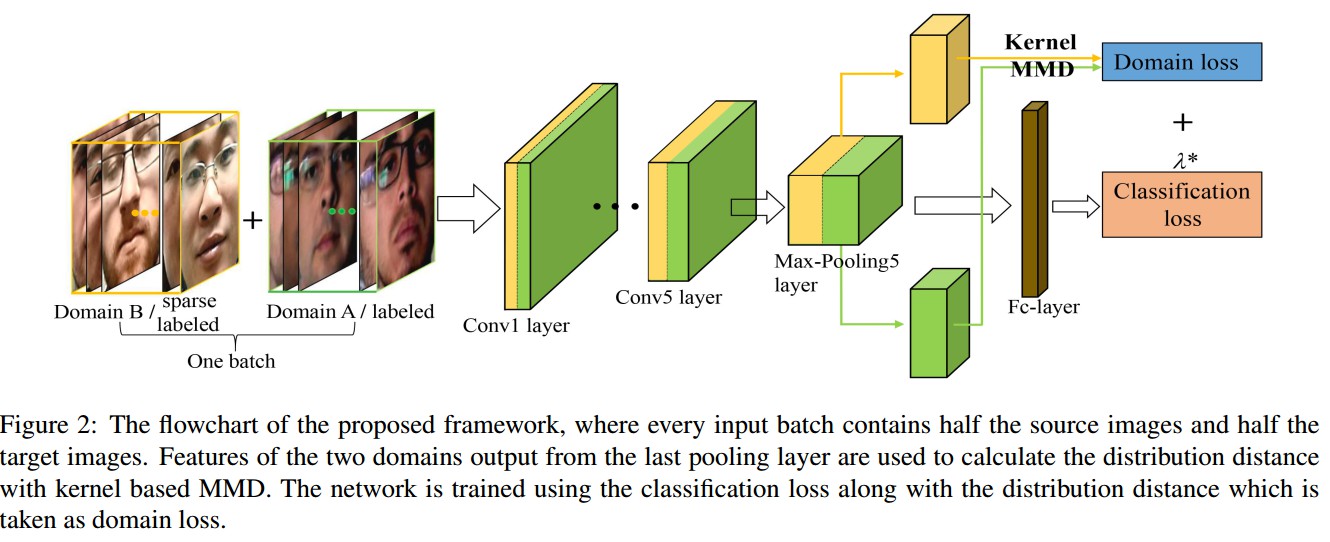 Kernel
MMD
Domain loss
+
λ*
Classification
loss
+
Max-Pooling5
layer
Conv5 layer
Fc-layer
Conv1 layer
Domain B / sparse
labeled
Domain A / labeled
One batch
Figure 2: The flowchart of the proposed framework, where every input batch contains half the source images and half the
target images. Features of the two domains output from the last pooling layer are used to calculate the distribution distance
with kernel based MMD. The network is trained using the classification loss along with the distribution distance which is
taken as domain loss.